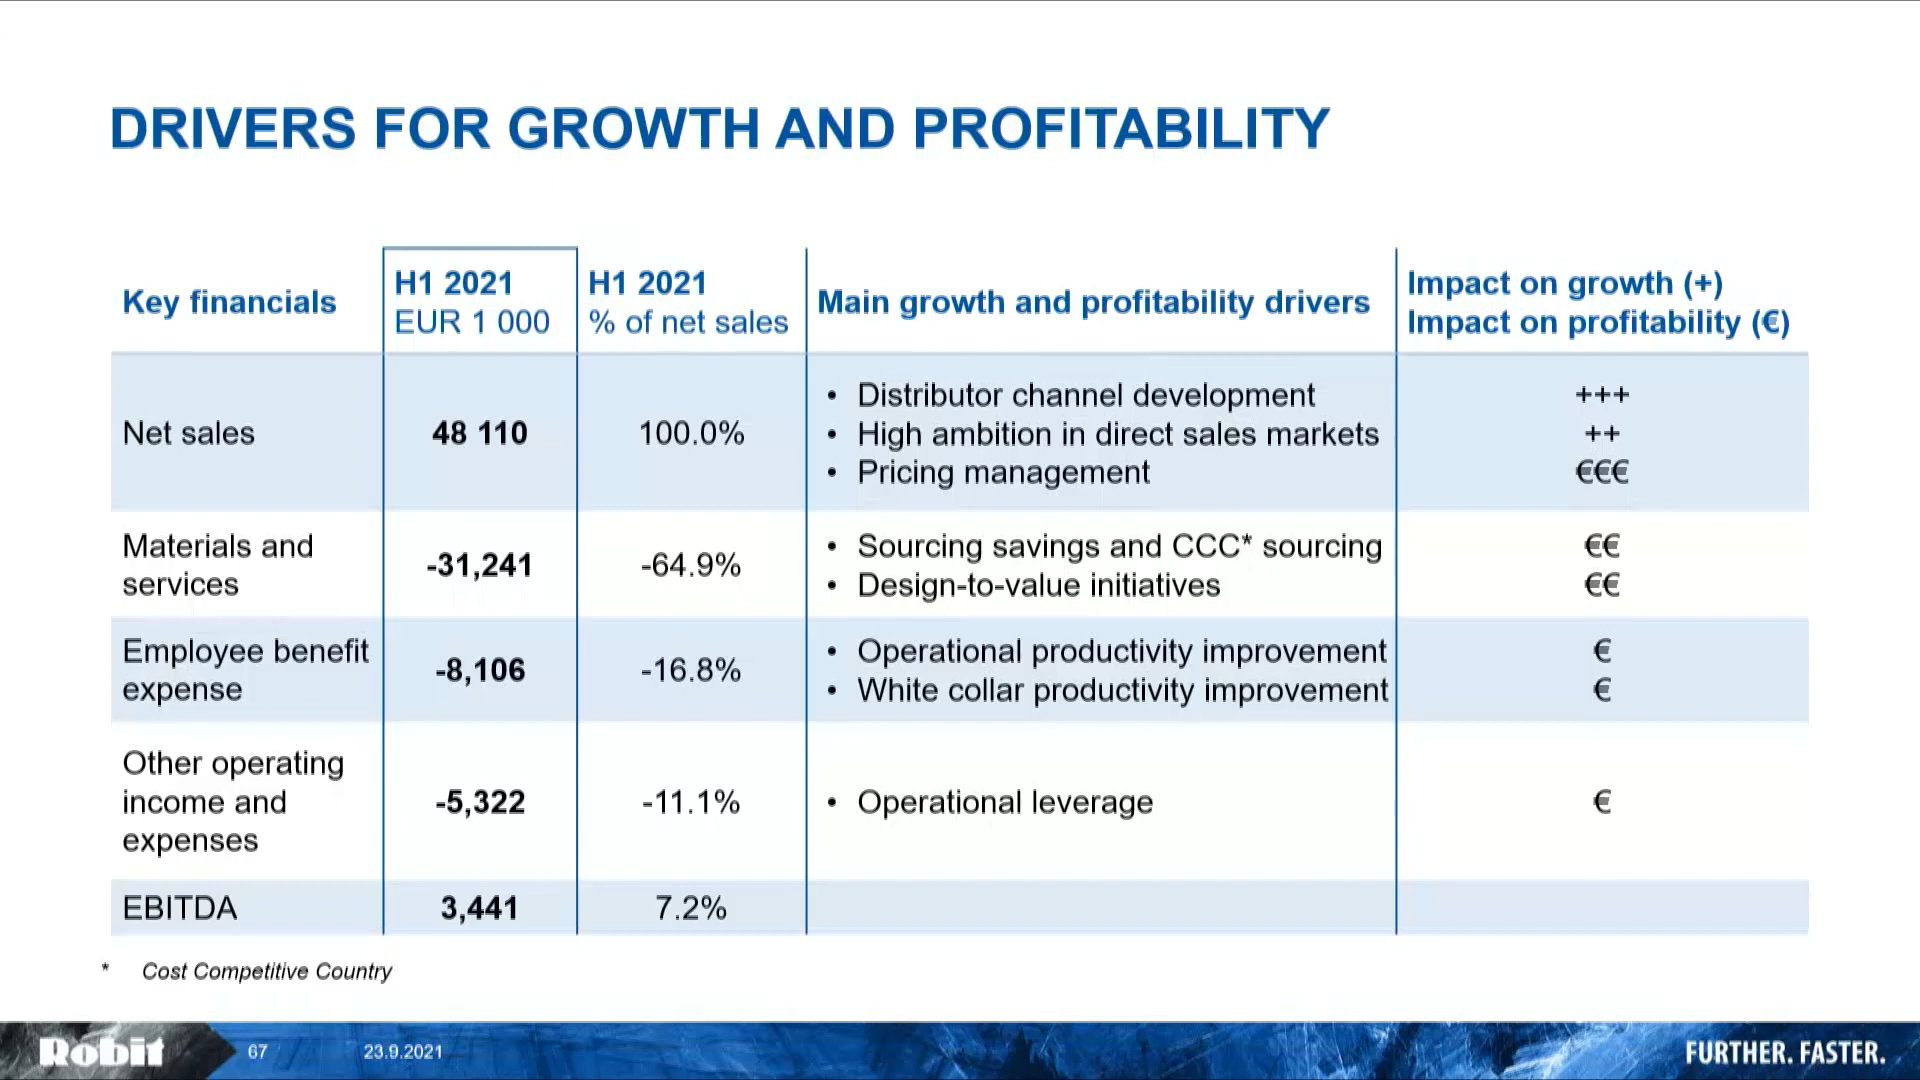 DRIVERS FOR GROWTH AND PROFITABILITY
Key financials
H1 2021
EUR 1 000
H1 2021
% of net sales
Main growth and profitability drivers
Impact on growth (+)
Impact on profitability (€)
Net sales
48 110
100.0%
• Distributor channel development
• High ambition in direct sales markets
• Pricing management
+++
++
€€€
Materials and
services
-31,241
-64.9%
• Sourcing savings and CCC* sourcing
• Design-to-value initiatives
€€
€€
Employee benefit
expense
-8,106
-16.8%
• Operational productivity improvement
• White collar productivity improvement
€
€
Other operating
income and
expenses
-5,322
-11.1%
• Operational leverage
€
EBITDA
3,441
7.2%
* Cost Competitive Country
Robit
67
23.9.2021
FURTHER. FASTER.